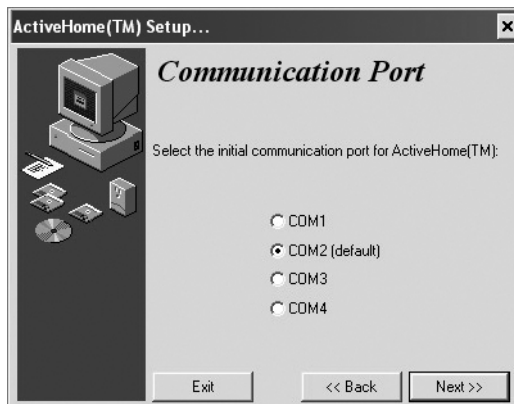 ActiveHome(TM) Setup...
Communication Port
Select the initial communication port for ActiveHome(TM):
COM1
COM2 (default)
COM3
COM4
Exit
<< Back
Next >>